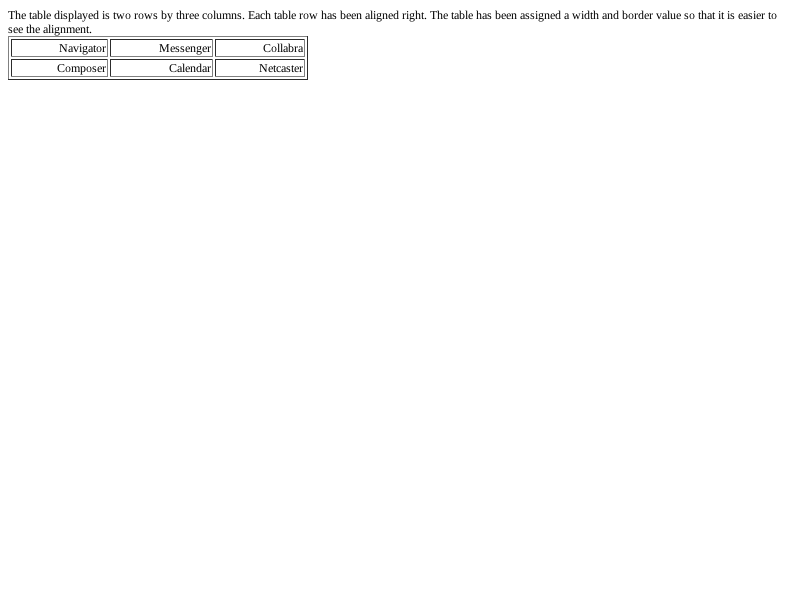 The table displayed is two rows by three columns. Each table row has been aligned right. The table has been assigned a width and border value so that it is easier to
see the alignment.
Navigator Messenger Collabra
Composer Calendar Netcaster